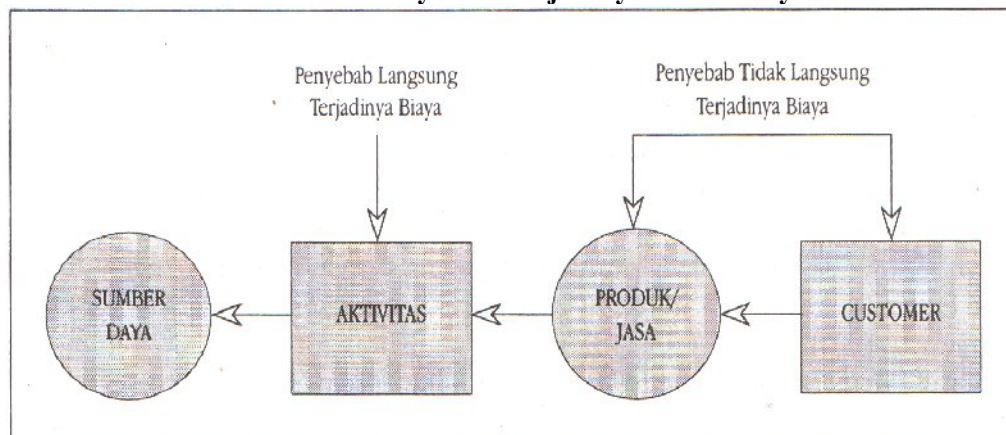 Penyebab Langsung
Terjadinya Biaya
Penyebab Tidak Langsung
Terjadinya Biaya
SUMBER
DAYA
AKTIVITAS
PRODUK/
JASA
CUSTOMER